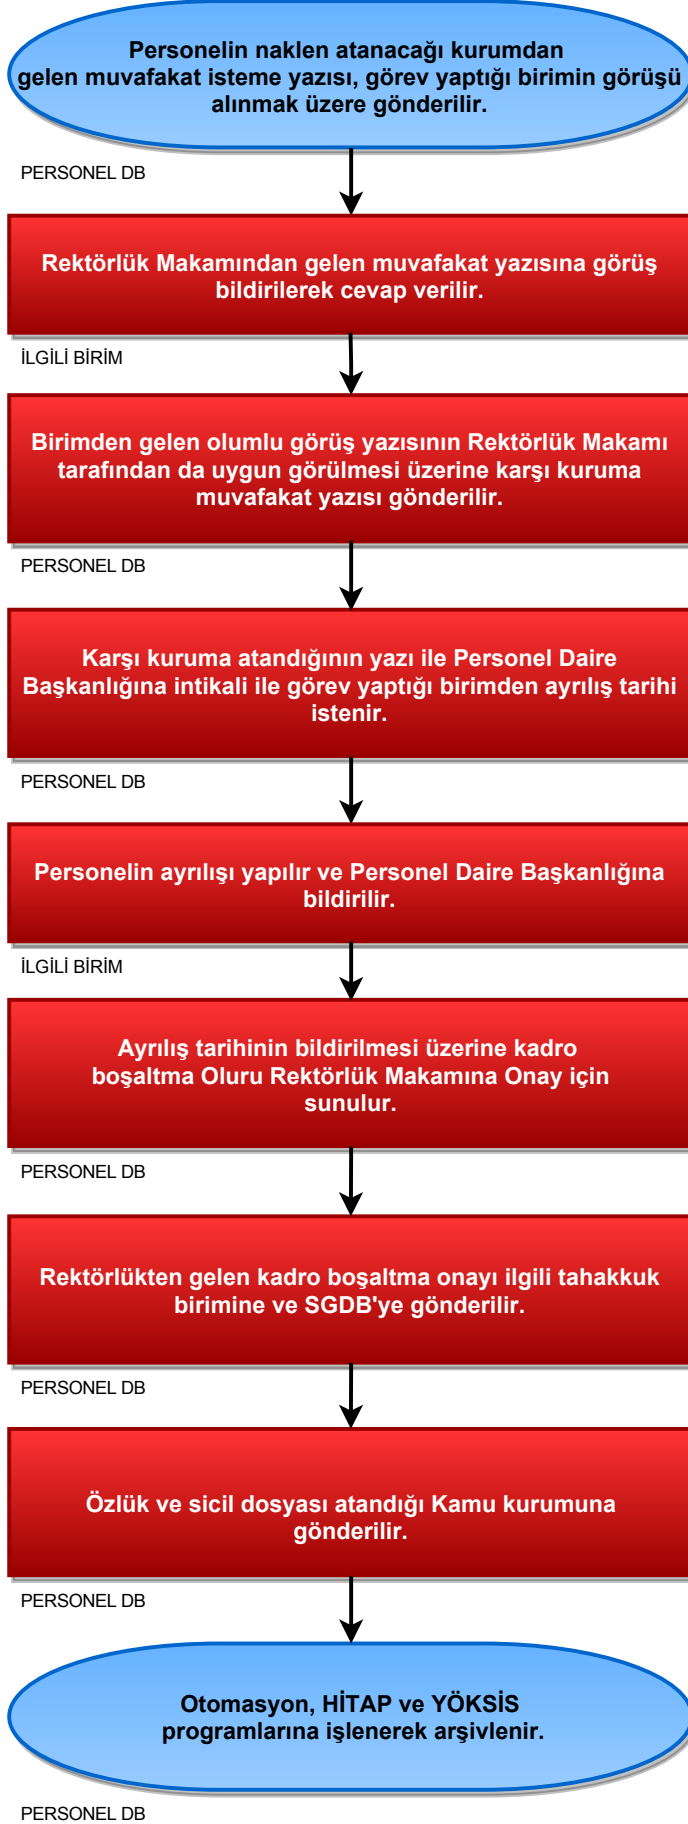 Personelin naklen atanacağı kurumdan
gelen muvafakat isteme yazısı, görev yaptığı birimin görüşü
alınmak üzere gönderilir.
PERSONEL DB
Rektörlük Makamından gelen muvafakat yazısına görüş
bildirilerek cevap verilir.
İLGİLİ BİRİM
Birimden gelen olumlu görüş yazısının Rektörlük Makamı
tarafından da uygun görülmesi üzerine karşı kuruma
muvafakat yazısı gönderilir.
PERSONEL DB
Karşı kuruma atandığının yazı ile Personel Daire
Başkanlığına intikali ile görev yaptığı birimden ayrılış tarihi
istenir.
PERSONEL DB
Personelin ayrılışı yapılır ve Personel Daire Başkanlığına
bildirilir.
İLGİLİ BİRİM
Ayrılış tarihinin bildirilmesi üzerine kadro
boşaltma Oluru Rektörlük Makamına Onay için
sunulur.
PERSONEL DB
Rektörlükten gelen kadro boşaltma onayı ilgili tahakkuk
birimine ve SGDB'ye gönderilir.
PERSONEL DB
Özlük ve sicil dosyası atandığı Kamu kurumuna
gönderilir.
PERSONEL DB
Otomasyon, HİTAP ve YÖKSİS
programlarına işlenerek arşivlenir.
PERSONEL DB